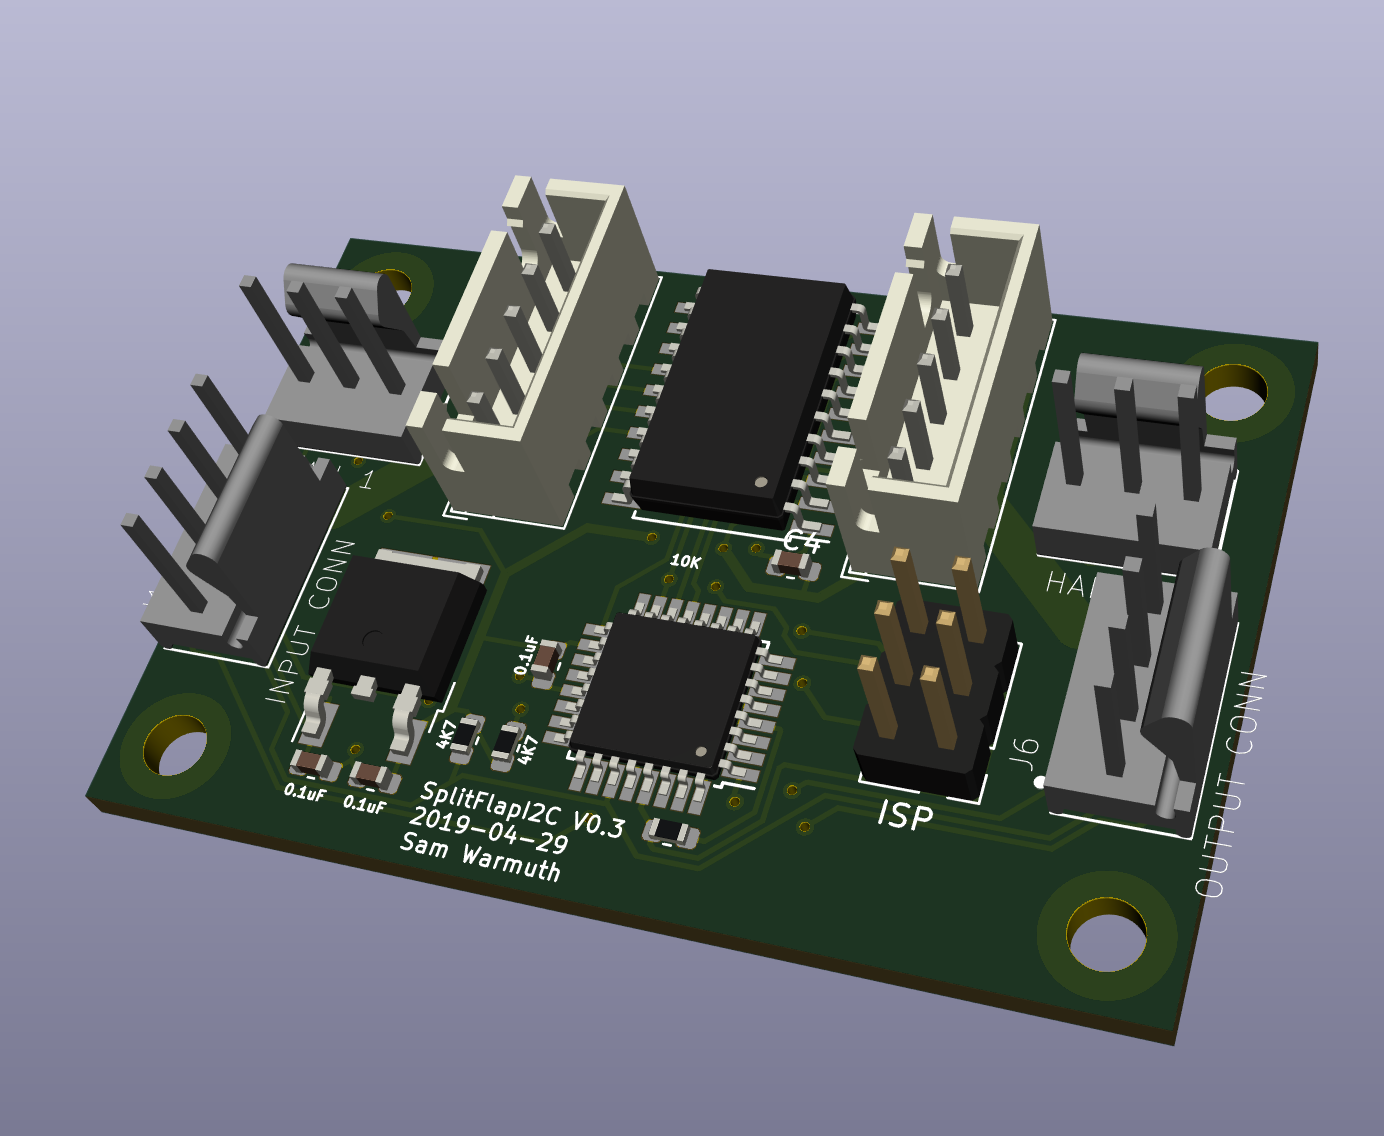 1
INPUT CONN
C4
10K
0.1uF
4K7
4K7
0.1uF
0.1uF
SplitFlapI2C V0.3
2019-04-29
Sam Warmuth
ISP
J6
OUTPUT CONN